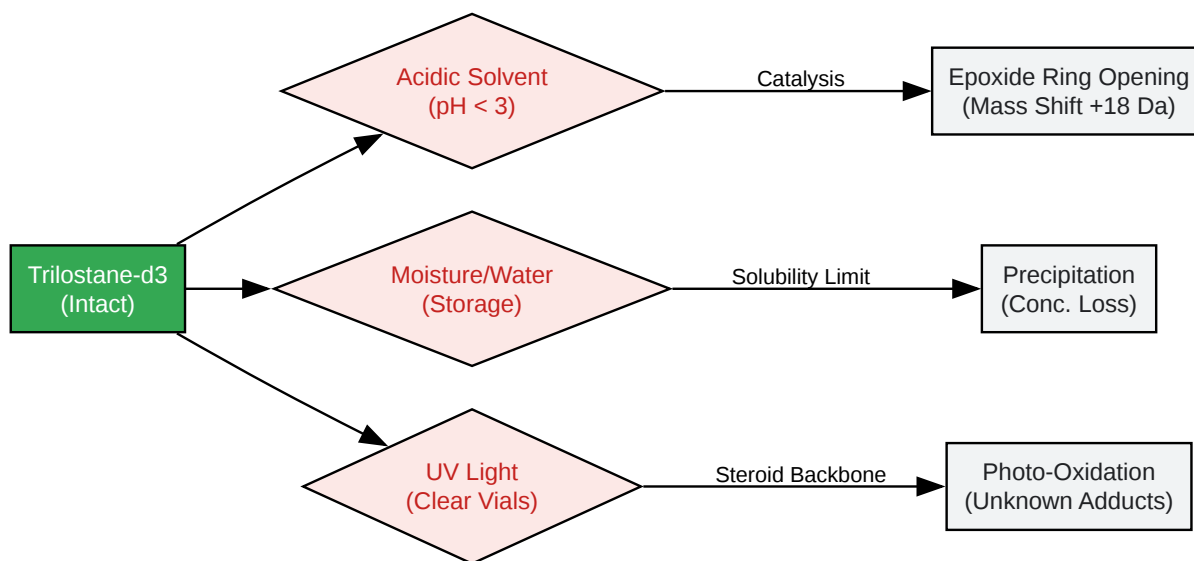 Acidic Solvent
(pH < 3)
Catalysis
Epoxide Ring Opening
(Mass Shift +18 Da)
Trilostane-d3
(Intact)
Moisture/Water
(Storage)
Solubility Limit
Precipitation
(Conc. Loss)
UV Light
(Clear Vials)
Steroid Backbone
Photo-Oxidation
(Unknown Adducts)